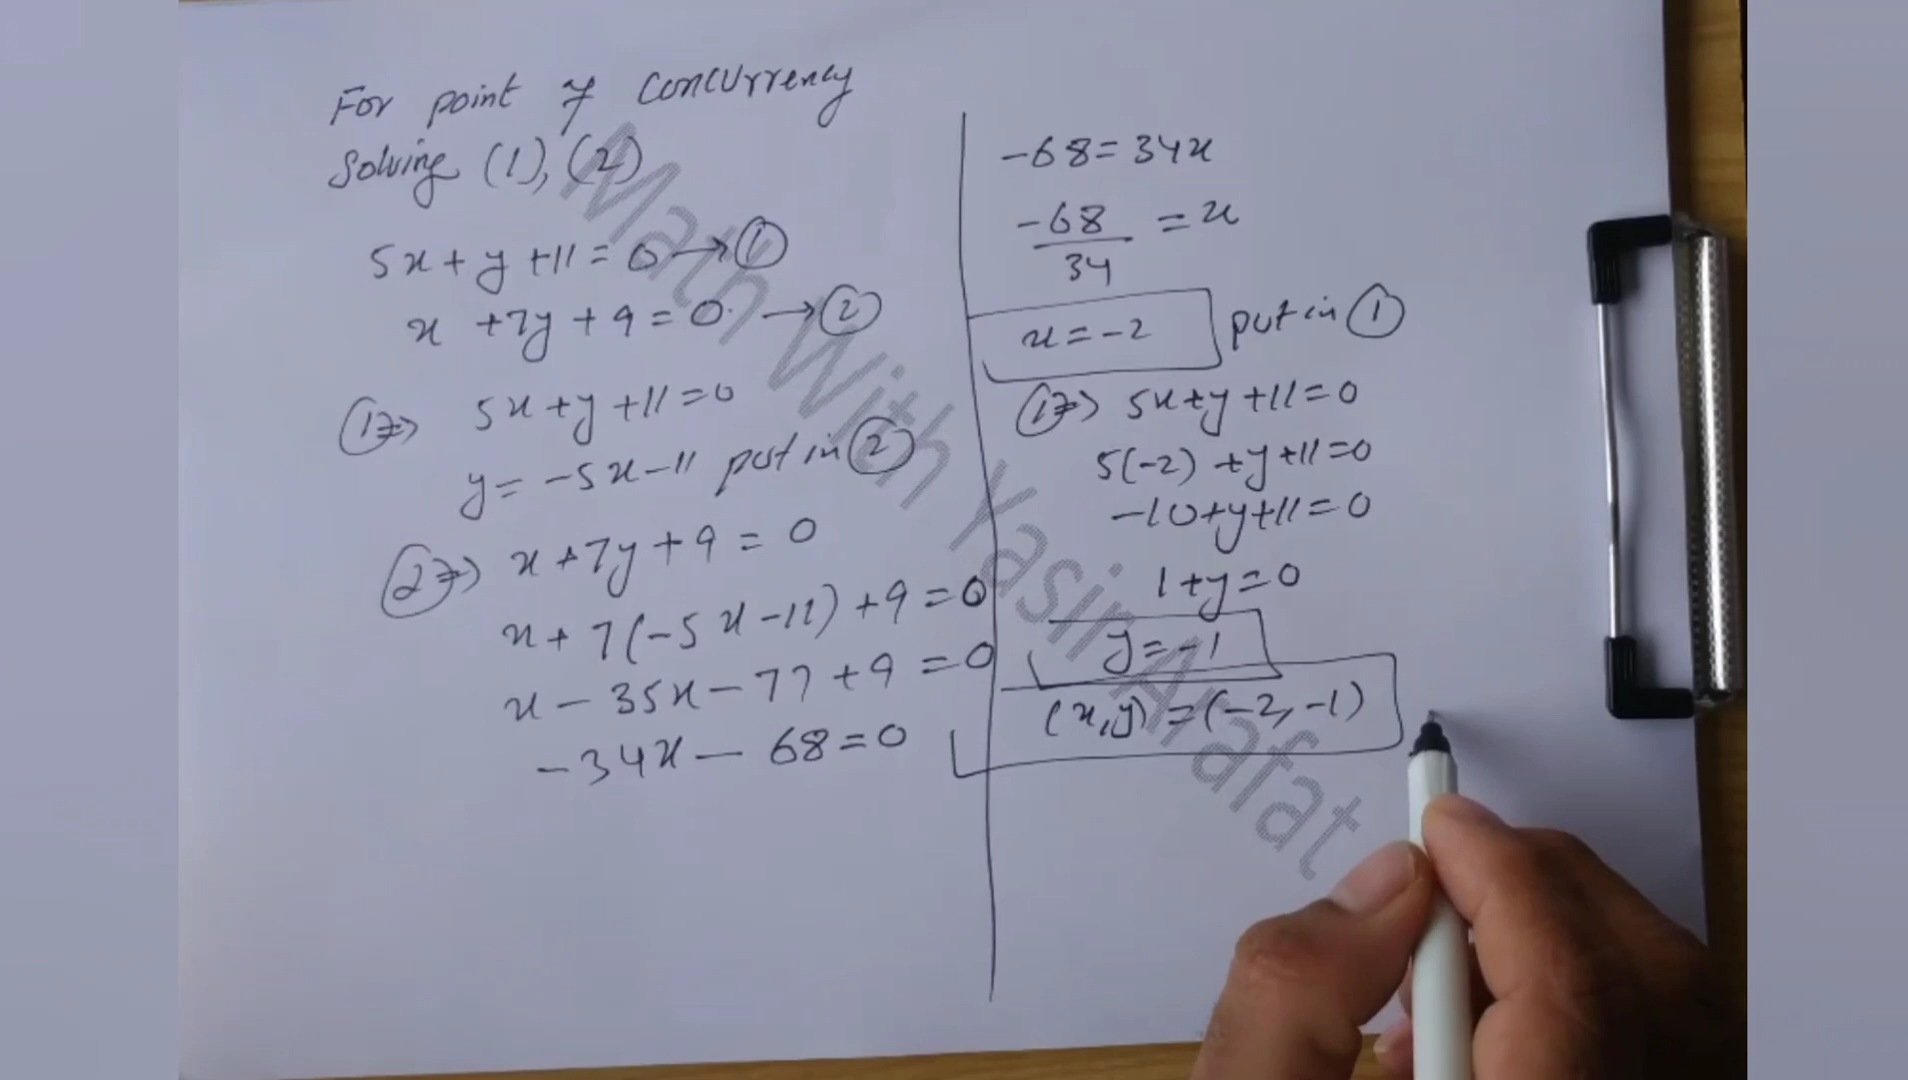 For point of concurrency
Solving (1), (2)
5x + y + 11 = 0 → ①
x + 7y + 9 = 0. → ②
① ⇒ 5x + y + 11 = 0
y = -5x - 11 put in ②
② ⇒ x + 7y + 9 = 0
x + 7(-5x - 11) + 9 = 0
x - 35x - 77 + 9 = 0
-34x - 68 = 0
-68 = 34x
-68/34 = x
x = -2 put in ①
① ⇒ 5x + y + 11 = 0
5(-2) + y + 11 = 0
-10 + y + 11 = 0
1 + y = 0
y = -1
(x, y) = (-2, -1)
Math With Yasir Arafat